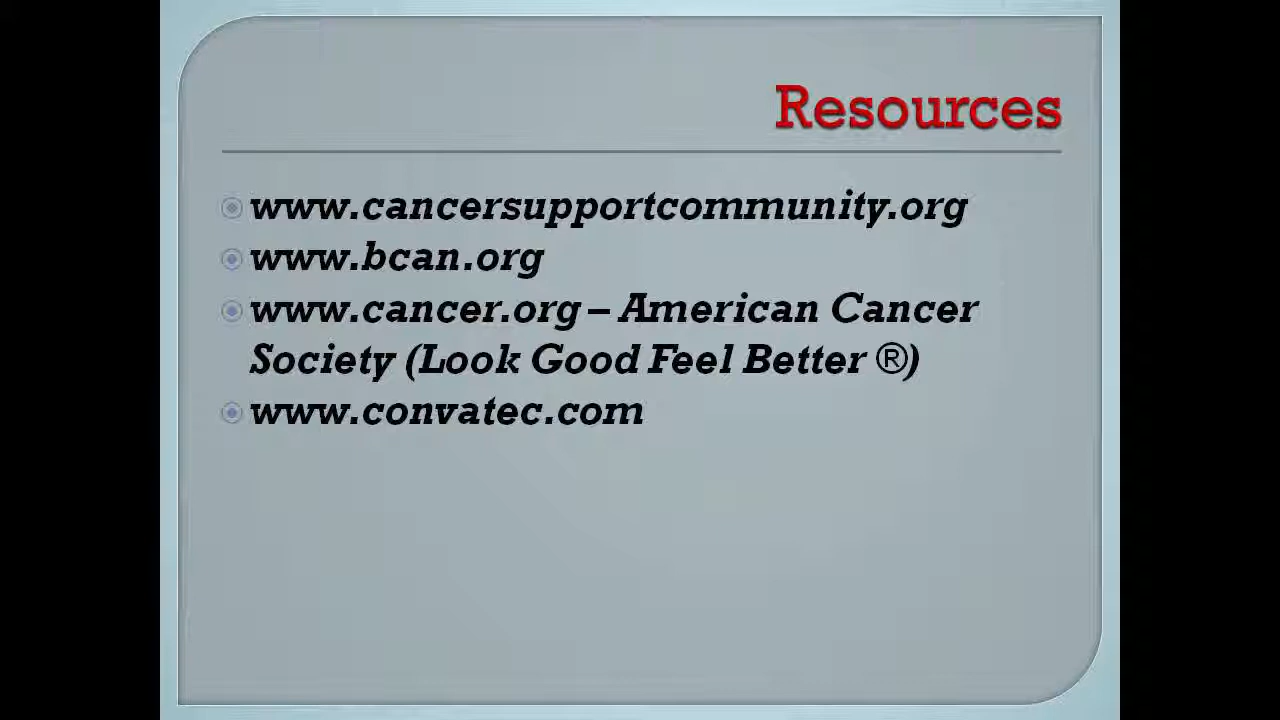 Resources
www.cancersupportcommunity.org
www.bcan.org
www.cancer.org – American Cancer
Society (Look Good Feel Better ®)
www.convatec.com